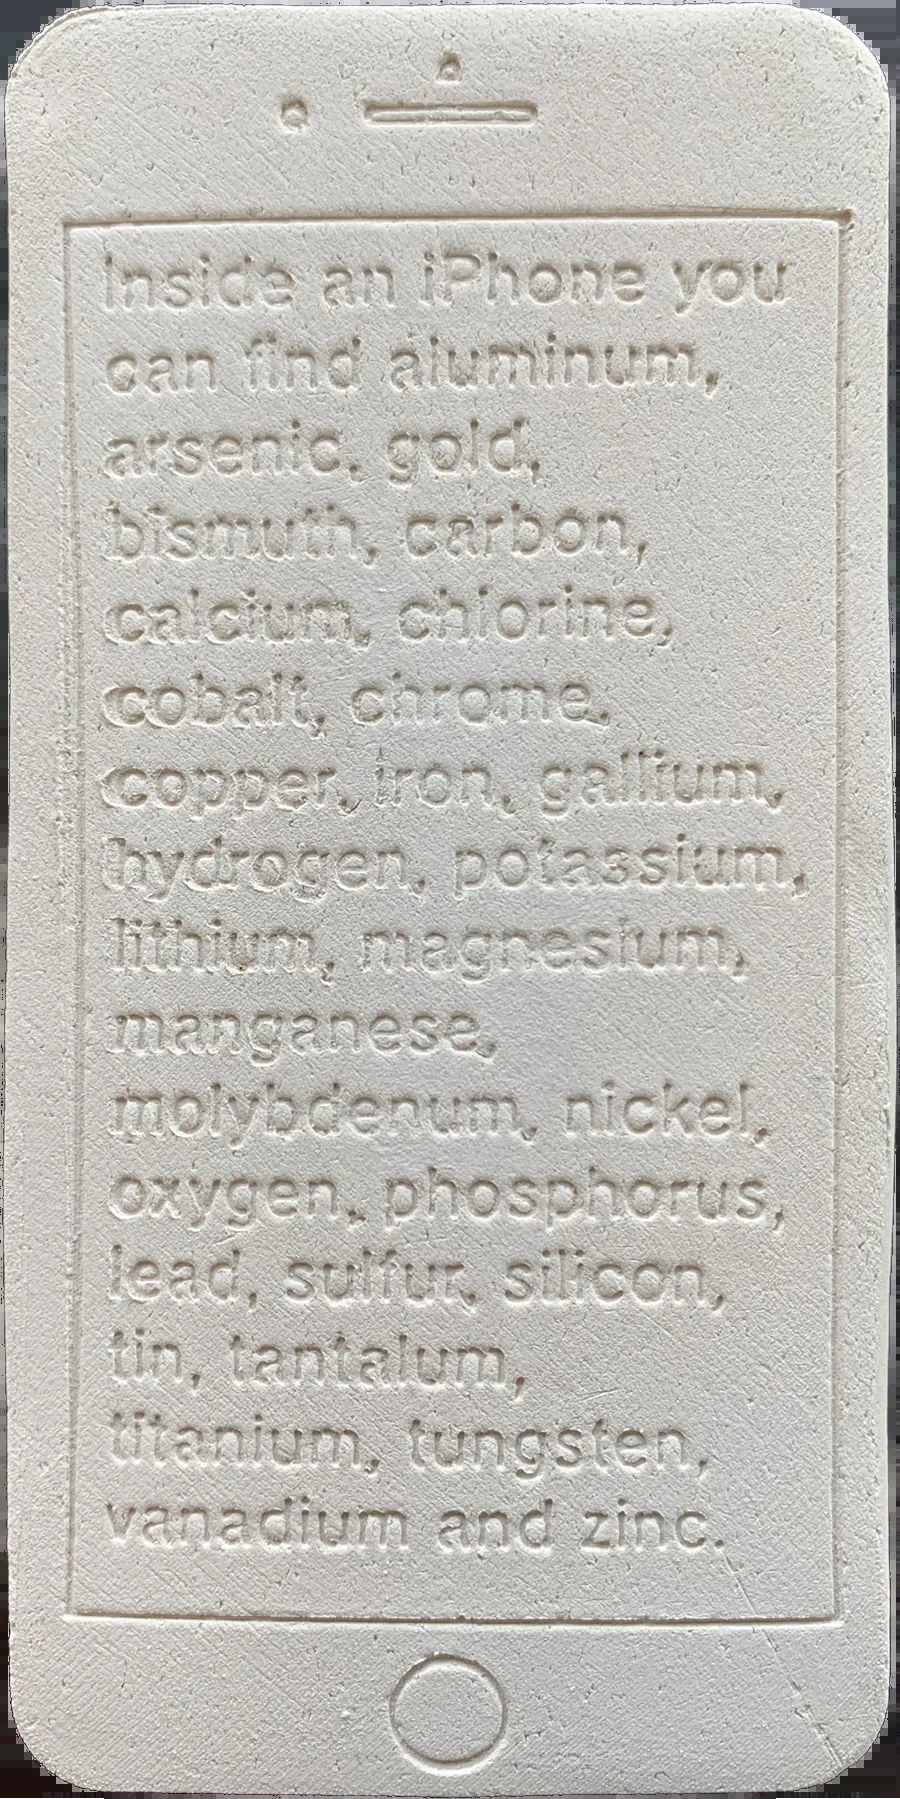 Inside an iPhone you
can find aluminum,
arsenic, gold,
bismuth, carbon,
calcium, chlorine,
cobalt, chrome,
copper, iron, gallium,
hydrogen, potassium,
lithium, magnesium,
manganese,
molybdenum, nickel,
oxygen, phosphorus,
lead, sulfur, silicon,
tin, tantalum,
titanium, tungsten,
vanadium and zinc.